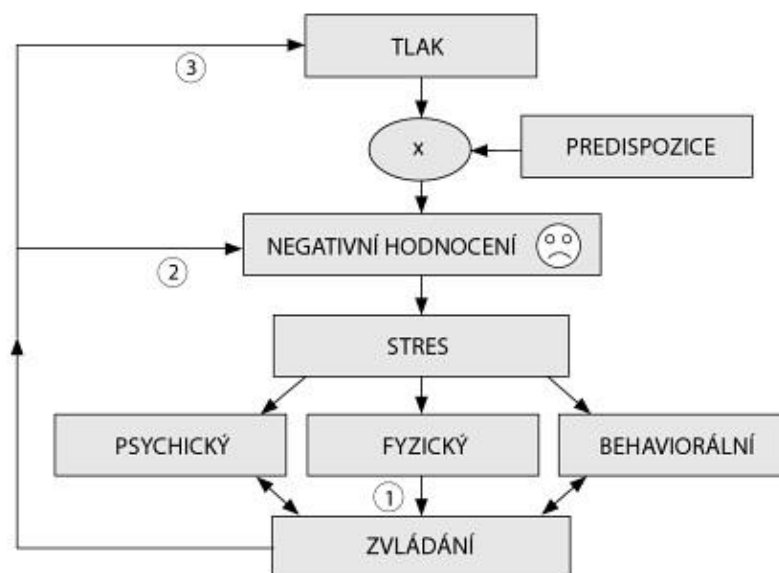 TLAK
3
x
PREDISPOZICE
NEGATIVNÍ HODNOCENÍ
2
STRES
PSYCHICKÝ
FYZICKÝ
BEHAVIORÁLNÍ
1
ZVLÁDÁNÍ